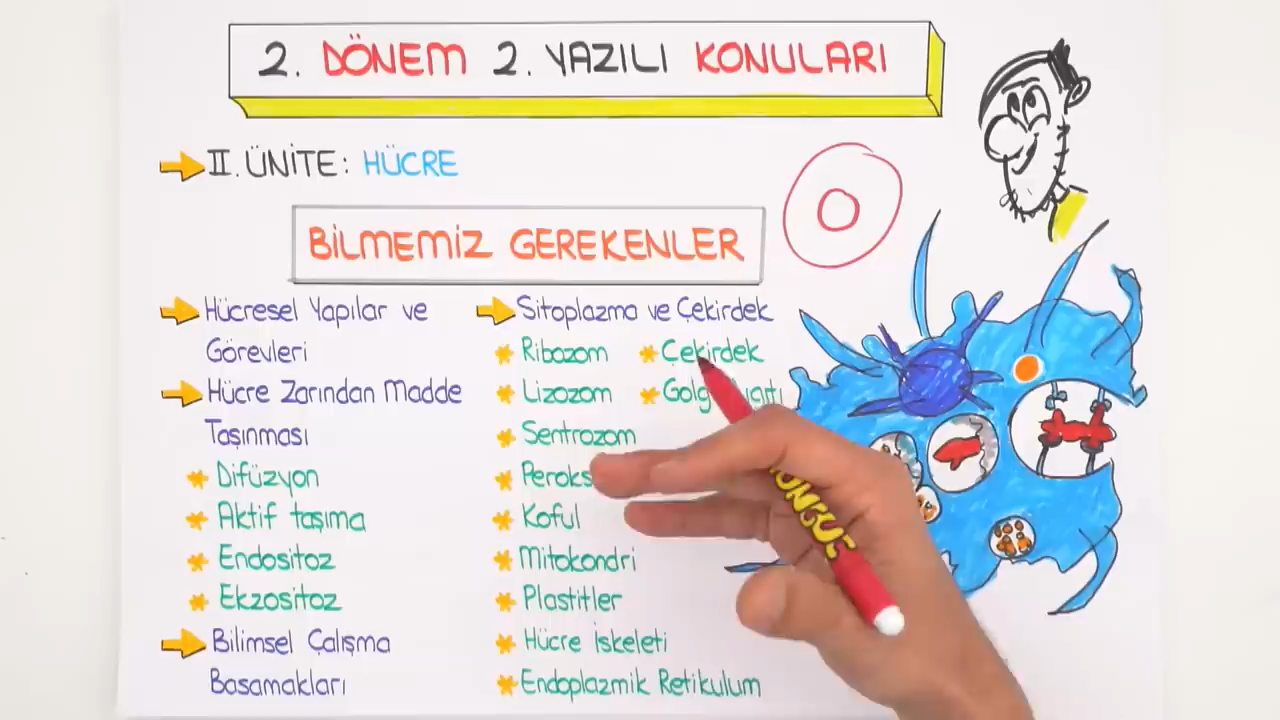 2. DÖNEM 2. YAZILI KONULARI
II. ÜNİTE: HÜCRE
BİLMEMİZ GEREKENLER
Hücresel Yapılar ve
Görevleri
Hücre Zarından Madde
Taşınması
Difüzyon
Aktif taşıma
Endositoz
Ekzositoz
Bilimsel Çalışma
Basamakları
Sitoplazma ve Çekirdek
Ribozom
Çekirdek
Lizozom
Sentrozom
Koful
Mitokondri
Plastitler
Hücre İskeleti
Endoplazmik Retikulum